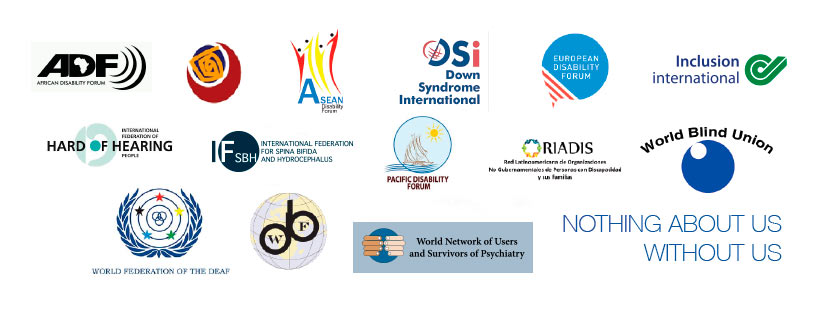 ADF
AFRICAN DISABILITY FORUM
ASEAN
Disability
Forum
DSi
Down
Syndrome
International
EUROPEAN
DISABILITY
FORUM
Inclusion
international
INTERNATIONAL
FEDERATION OF
HARD OF HEARING
PEOPLE
IF
SBH
INTERNATIONAL FEDERATION
FOR SPINA BIFIDA
AND HYDROCEPHALUS
PACIFIC DISABILITY
FORUM
RIADIS
Red Latinoamericana de Organizaciones
No Gubernamentales de Personas con Discapacidad
y sus Familias
World Blind Union
WORLD FEDERATION OF THE DEAF
W F
db
World Network of Users
and Survivors of Psychiatry
NOTHING ABOUT US
WITHOUT US